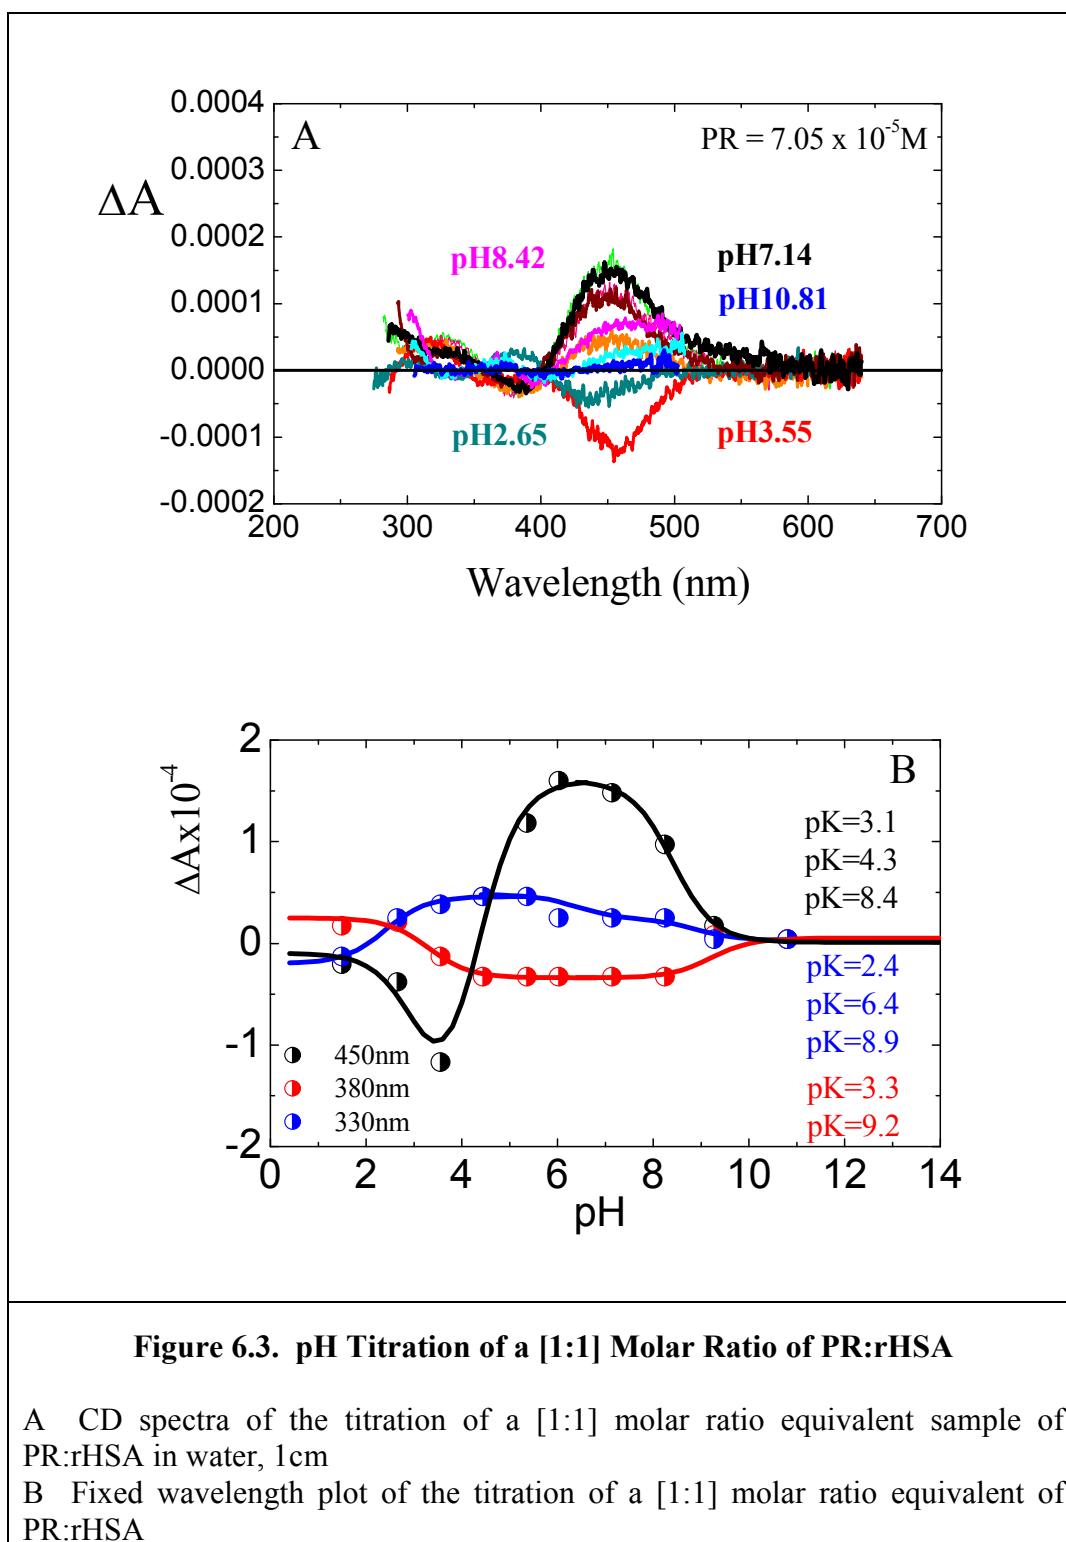 0.0004
0.0003
0.0002
0.0001
0.0000
-0.0001
-0.0002
ΔA
A
PR = 7.05 x 10⁻⁵M
pH8.42
pH7.14
pH10.81
pH2.65
pH3.55
200 300 400 500 600 700
Wavelength (nm)
2
1
0
-1
-2
ΔAx10⁻⁴
B
pK=3.1
pK=4.3
pK=8.4
pK=2.4
pK=6.4
pK=8.9
pK=3.3
pK=9.2
450nm
380nm
330nm
0 2 4 6 8 10 12 14
pH
Figure 6.3. pH Titration of a [1:1] Molar Ratio of PR:rHSA
A CD spectra of the titration of a [1:1] molar ratio equivalent sample of
PR:rHSA in water, 1cm
B Fixed wavelength plot of the titration of a [1:1] molar ratio equivalent of
PR:rHSA